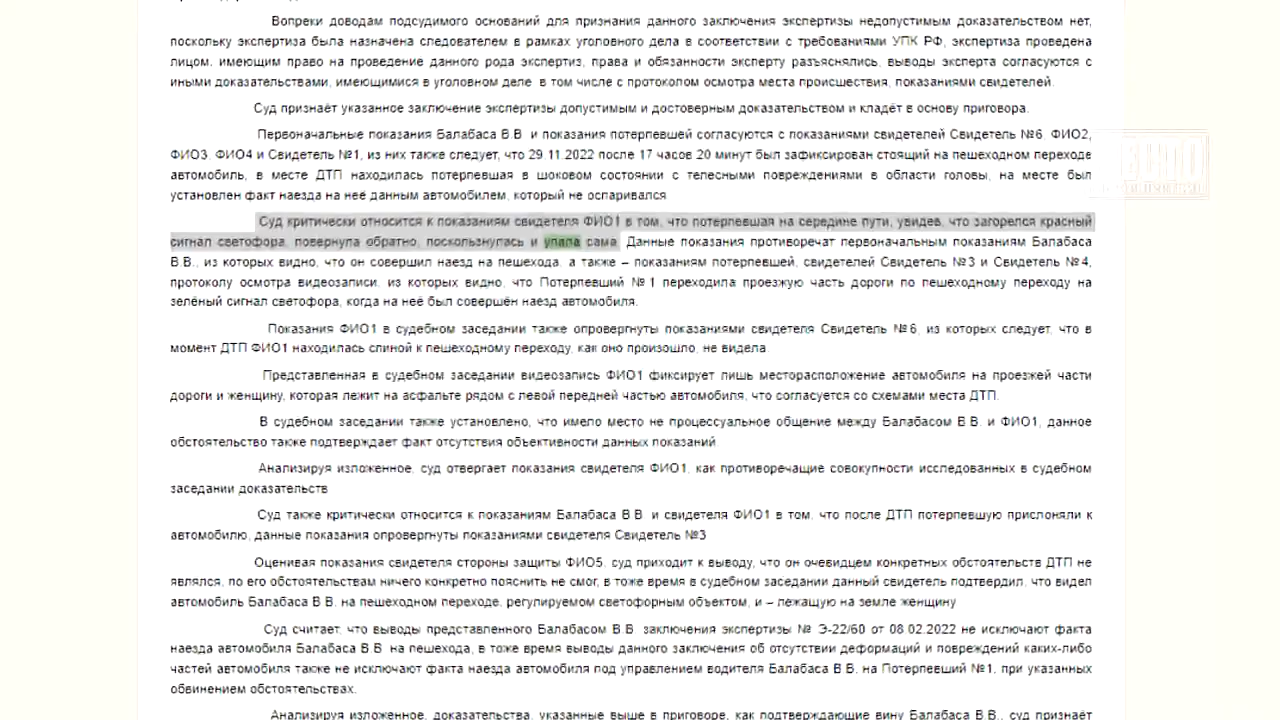 Вопреки доводам подсудимого оснований для признания данного заключения экспертизы недопустимым доказательством нет,
поскольку экспертиза была назначена следователем в рамках уголовного дела в соответствии с требованиями УПК РФ, экспертиза проведена
лицом, имеющим право на проведение данного рода экспертиз, права и обязанности эксперту разъяснялись, выводы эксперта согласуются с
иными доказательствами, имеющимися в уголовном деле в том числе с протоколом осмотра места происшествия, показаниями свидетелей.
Суд признаёт указанное заключение экспертизы допустимым и достоверным доказательством и кладёт в основу приговора.
Первоначальные показания Балабаса В.В. и показания потерпевшей согласуются с показаниями свидетелей Свидетель №6, ФИО2,
ФИО3, ФИО4 и Свидетель №1, из них также следует, что 29.11.2022 после 17 часов 20 минут был зафиксирован стоящий на пешеходном переходе
автомобиль, в месте ДТП находилась потерпевшая в шоковом состоянии с телесными повреждениями в области головы, на месте был
установлен факт наезда на неё данным автомобилем, который не оспаривался
Суд критически относится к показаниям свидетеля ФИО1 в том, что потерпевшая на середине пути, увидев, что загорелся красный
сигнал светофора, повернула обратно, поскользнулась и упала сама. Данные показания противоречат первоначальным показаниям Балабаса
В.В., из которых видно, что он совершил наезд на пешехода, а также – показаниям потерпевшей, свидетелей Свидетель №3 и Свидетель №4,
протоколу осмотра видеозаписи, из которых видно, что Потерпевший №1 переходила проезжую часть дороги по пешеходному переходу на
зелёный сигнал светофора, когда на неё был совершён наезд автомобиля.
Показания ФИО1 в судебном заседании также опровергнуты показаниями свидетеля Свидетель №6, из которых следует, что в
момент ДТП ФИО1 находилась спиной к пешеходному переходу, как оно произошло, не видела.
Представленная в судебном заседании видеозапись ФИО1 фиксирует лишь месторасположение автомобиля на проезжей части
дороги и женщину, которая лежит на асфальте рядом с левой передней частью автомобиля, что согласуется со схемами места ДТП.
В судебном заседании также установлено, что имело место не процессуальное общение между Балабасом В.В. и ФИО1, данное
обстоятельство также подтверждает факт отсутствия объективности данных показаний
Анализируя изложенное, суд отвергает показания свидетеля ФИО1, как противоречащие совокупности исследованных в судебном
заседании доказательств
Суд также критически относится к показаниям Балабаса В.В. и свидетеля ФИО1 в том, что после ДТП потерпевшую прислоняли к
автомобилю, данные показания опровергнуты показаниями свидетеля Свидетель №3
Оценивая показания свидетеля стороны защиты ФИО5, суд приходит к выводу, что он очевидцем конкретных обстоятельств ДТП не
являлся, по его обстоятельствам ничего конкретно пояснить не смог, в тоже время в судебном заседании данный свидетель подтвердил, что видел
автомобиль Балабаса В.В. на пешеходном переходе, регулируемом светофорным объектом, и – лежащую на земле женщину
Суд считает, что выводы представленного Балабасом В.В. заключения экспертизы № Э-22/60 от 08.02.2022 не исключают факта
наезда автомобиля Балабаса В.В. на пешехода, в тоже время выводы данного заключения об отсутствии деформаций и повреждений каких-либо
частей автомобиля также не исключают факта наезда автомобиля под управлением водителя Балабаса В.В. на Потерпевший №1, при указанных
обвинением обстоятельствах.
Анализируя изложенное, доказательства, указанные выше в приговоре, как подтверждающие вину Балабаса В.В., суд признаёт